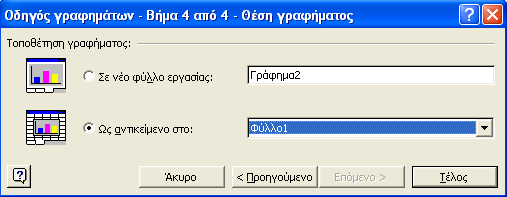 Οδηγός γραφημάτων - Βήμα 4 από 4 - Θέση γραφήματος
Τοποθέτηση γραφήματος:
Σε νέο φύλλο εργασίας: Γράφημα2
Ως αντικείμενο στο: Φύλλο1
? Άκυρο < Προηγούμενο Επόμενο > Τέλος